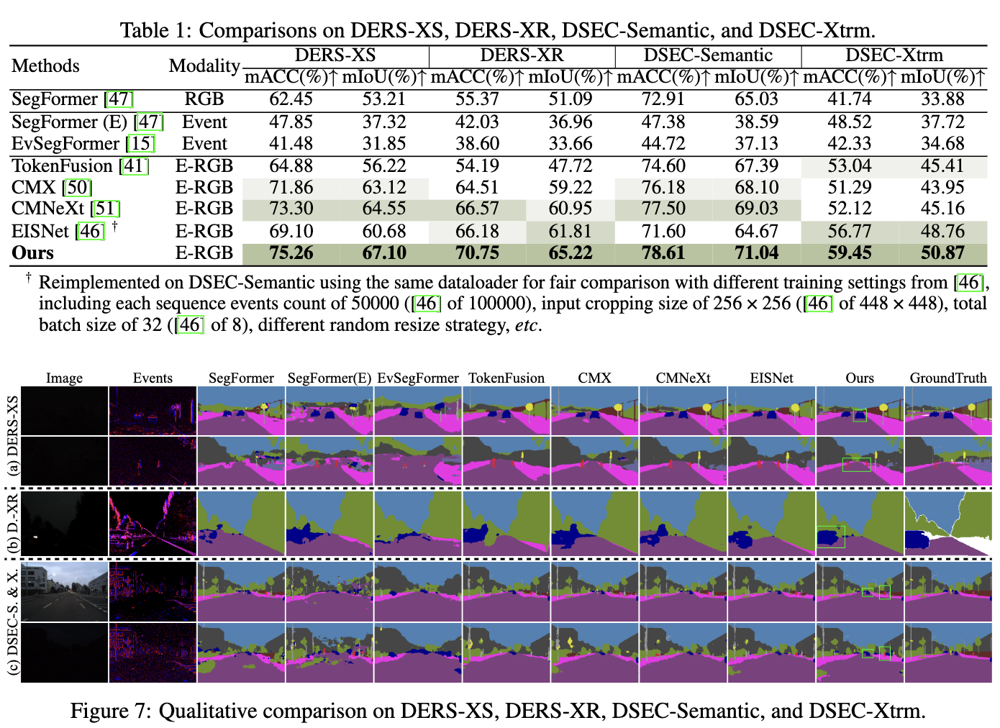 Table 1: Comparisons on DERS-XS, DERS-XR, DSEC-Semantic, and DSEC-Xtrm.
Methods Modality DERS-XS DERS-XR DSEC-Semantic DSEC-Xtrm
mACC(%)↑ mIoU(%)↑ mACC(%)↑ mIoU(%)↑ mACC(%)↑ mIoU(%)↑ mACC(%)↑ mIoU(%)↑
SegFormer [47] RGB 62.45 53.21 55.37 51.09 72.91 65.03 41.74 33.88
SegFormer (E) [47] Event 47.85 37.32 42.03 36.96 47.38 38.59 48.52 37.72
EvSegFormer [15] Event 41.48 31.85 38.60 33.66 44.72 37.13 42.33 34.68
TokenFusion [41] E-RGB 64.88 56.22 54.19 47.72 74.60 67.39 53.04 45.41
CMX [50] E-RGB 71.86 63.12 64.51 59.22 76.18 68.10 51.29 43.95
CMNeXt [51] E-RGB 73.30 64.55 66.57 60.95 77.50 69.03 52.12 45.16
EISNet [46] † E-RGB 69.10 60.68 66.18 61.81 71.60 64.67 56.77 48.76
Ours E-RGB 75.26 67.10 70.75 65.22 78.61 71.04 59.45 50.87
† Reimplemented on DSEC-Semantic using the same dataloader for fair comparison with different training settings from [46],
including each sequence events count of 50000 ([46] of 100000), input cropping size of 256 × 256 ([46] of 448 × 448), total
batch size of 32 ([46] of 8), different random resize strategy, etc.
Image Events SegFormer SegFormer(E) EvSegFormer TokenFusion CMX CMNeXt EISNet Ours GroundTruth
(a) DERS-XS
(b) D.-XR
(c) DSEC-S. & X.
Figure 7: Qualitative comparison on DERS-XS, DERS-XR, DSEC-Semantic, and DSEC-Xtrm.